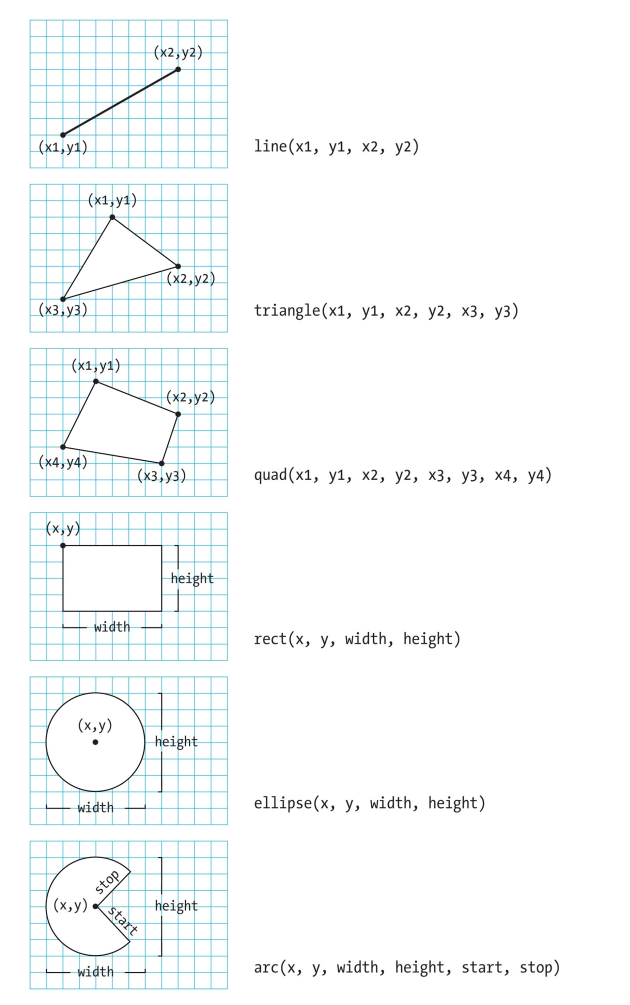 (x2,y2)
(x1,y1)
line(x1, y1, x2, y2)
(x1,y1)
(x2,y2)
(x3,y3)
triangle(x1, y1, x2, y2, x3, y3)
(x1,y1)
(x2,y2)
(x4,y4)
(x3,y3)
quad(x1, y1, x2, y2, x3, y3, x4, y4)
(x,y)
height
width
rect(x, y, width, height)
(x,y)
height
width
ellipse(x, y, width, height)
stop
(x,y)
start
height
width
arc(x, y, width, height, start, stop)